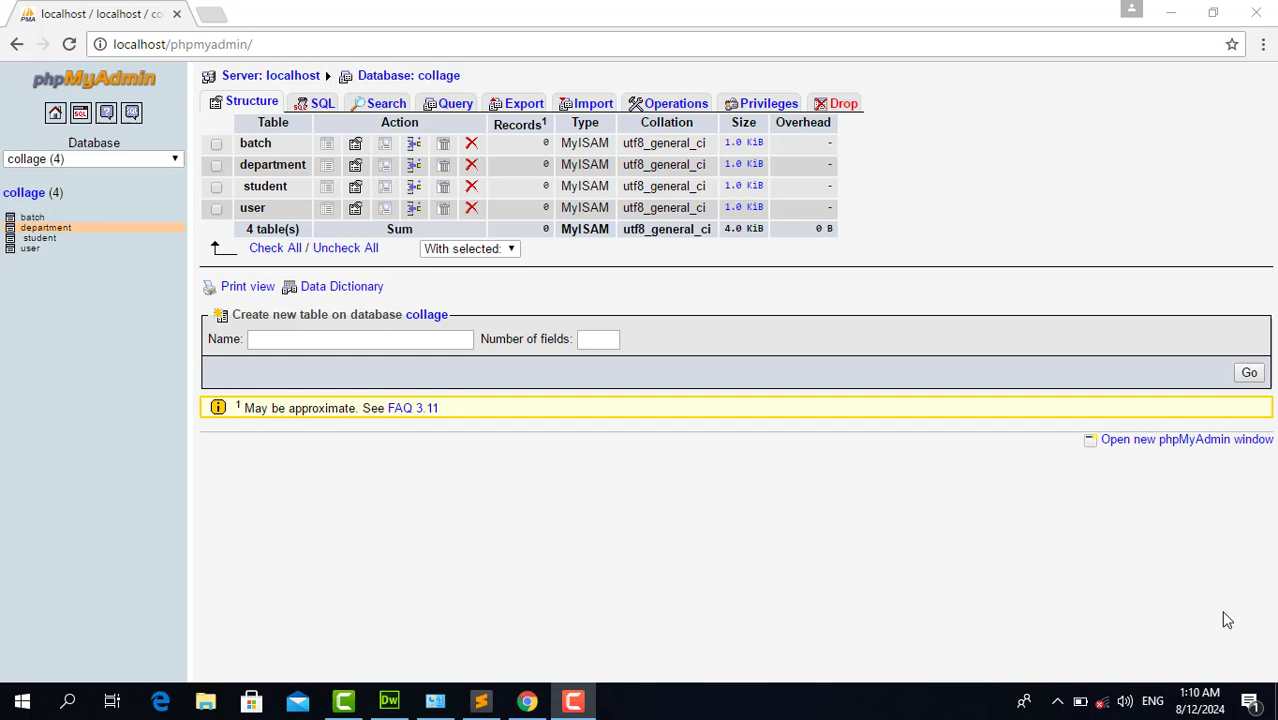 localhost / localhost / co
localhost/phpmyadmin/
phpMyAdmin
Database
collage (4)
collage (4)
batch
department
student
user
Server: localhost Database: collage
Structure SQL Search Query Export Import Operations Privileges Drop
Table Action Records1 Type Collation Size Overhead
batch 0 MyISAM utf8_general_ci 1.0 KiB -
department 0 MyISAM utf8_general_ci 1.0 KiB -
student 0 MyISAM utf8_general_ci 1.0 KiB -
user 0 MyISAM utf8_general_ci 1.0 KiB -
4 table(s) Sum 0 MyISAM utf8_general_ci 4.0 KiB 0 B
Check All / Uncheck All With selected:
Print view Data Dictionary
Create new table on database collage
Name: Number of fields:
Go
1 May be approximate. See FAQ 3.11
Open new phpMyAdmin window
Dw ENG 1:10 AM
8/12/2024 1